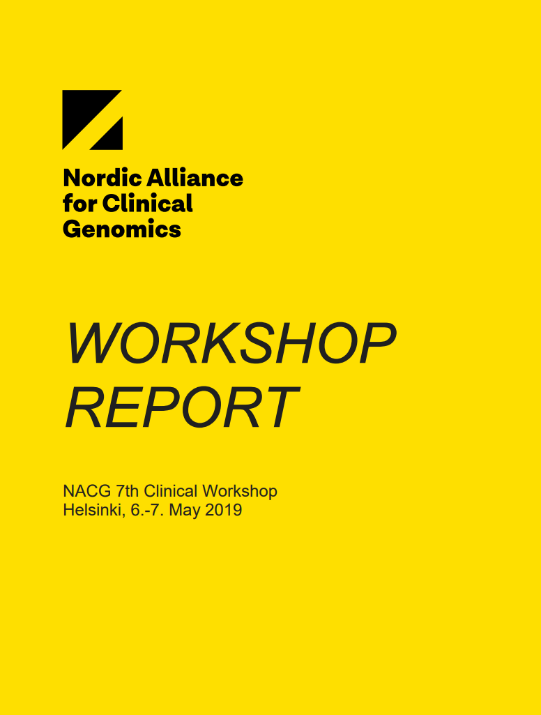 Nordic Alliance
for Clinical
Genomics
WORKSHOP
REPORT
NACG 7th Clinical Workshop
Helsinki, 6.-7. May 2019